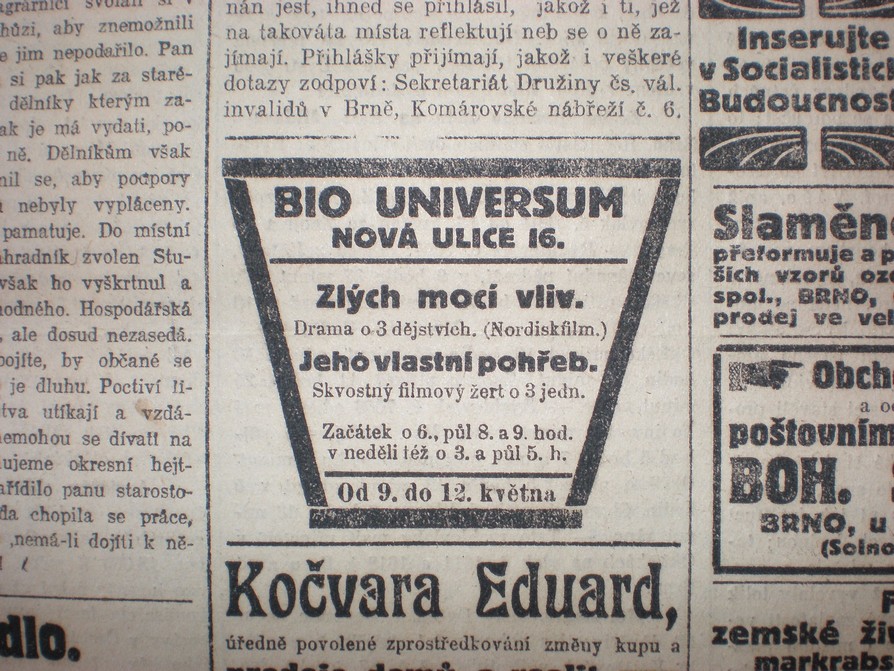 hůzi, aby znemožnili
jim nepodařilo. Pan
si pak jak za staré-
dělníky kterým za-
ak je má vydati, po-
ně. Dělníkům však
nil se, aby podpory
nebyly vypláceny.
pamatuje. Do místní
ahradník zvolen Stu-
však ho vyškrtnul a
hodného. Hospodářská
, ale dosud nezasedá.
bojíte, by občané se
je dluhu. Poctiví li-
tva utíkají a vzdá-
nemohou se dívati na
ujeme okresní hejt-
ařídilo panu starosto-
da chopila se práce,
nemá-li dojíti k ně-
dlo.
nán jest, ihned se přihlásil, jakož i ti, jež
na takováta místa reflektují neb se o ně za-
jímají. Přihlášky přijímají, jakož i veškeré
dotazy zodpoví: Sekretariát Družiny čs. vál.
invalidů v Brně, Komárovské nábřeží č. 6.
BIO UNIVERSUM
NOVÁ ULICE 16.
Zlých mocí vliv.
Drama o 3 dějstvích. (Nordiskfilm.)
Jeho vlastní pohřeb.
Skvostný filmový žert o 3 jedn.
Začátek o 6., půl 8. a 9. hod.
v neděli též o 3. a půl 5. h.
Od 9. do 12. května
Kočvara Eduard,
úředně povolené zprostředkování změny kupu a
Inserujte
v Socialistick
Budoucnos
Slaměn
přeformuje a p
ších vzorů oz
spol., BRNO,
prodej ve vel
Obch
a o
poštovním
BOH.
BRNO, u
(Solno
zemské ži
markrabs